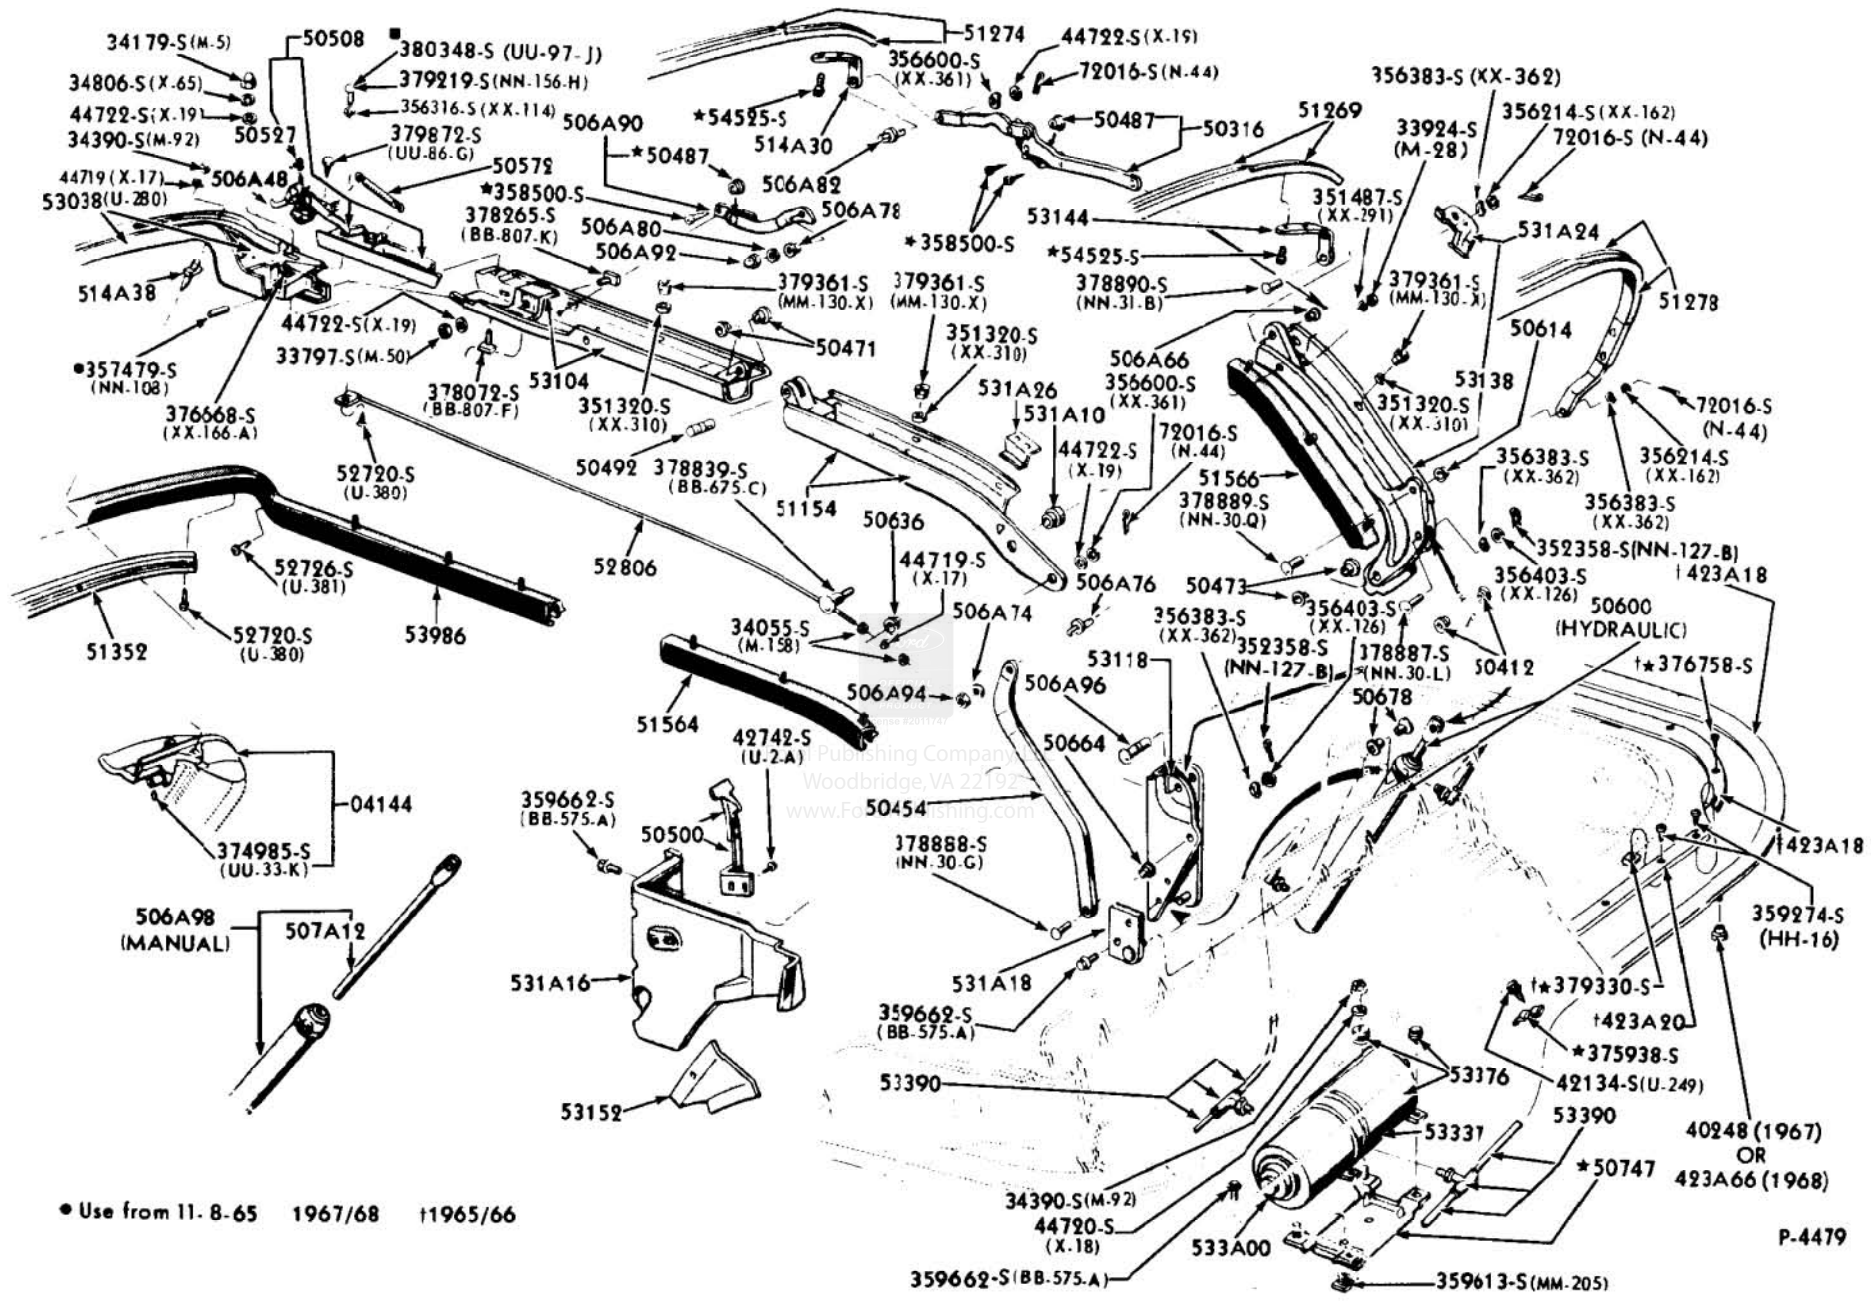 34179-S (M-5)
50508
■
380348-S (UU-97-J)
34806-S (X-65)
379219-S (NN-156-H)
44722-S (X-19)
356316-S (XX-114)
50527
34390-S (M-92)
379872-S
(UU-86-G)
44719 (X-17)
506A48
50572
53038 (U-280)
★358500-S
378265-S
(BB-807-K)
506A90
★50487
506A80
506A92
506A78
506A82
51274
★54525-S
514A30
356600-S
(XX-361)
44722-S (X-19)
72016-S (N-44)
50487
50316
★358500-S
51269
53144
★54525-S
378890-S
(NN-31-B)
356383-S (XX-362)
356214-S (XX-162)
33924-S
(M-28)
72016-S (N-44)
351487-S
(XX-291)
531A24
379361-S
(MM-130-X)
51278
514A38
44722-S (X-19)
33797-S (M-50)
●357479-S
(NN-108)
376668-S
(XX-166-A)
378072-S
(BB-807-F)
53104
379361-S
(MM-130-X)
351320-S
(XX-310)
50471
379361-S
(MM-130-X)
351320-S
(XX-310)
506A66
356600-S
(XX-361)
531A26
531A10
50614
53138
351320-S
(XX-310)
72016-S
(N-44)
50492
378839-S
(BB-675-C)
51154
44722-S
(X-19)
72016-S
(N-44)
51566
378889-S
(NN-30-Q)
356383-S
(XX-362)
356214-S
(XX-162)
356383-S
(XX-362)
52720-S
(U-380)
52806
50636
44719-S
(X-17)
506A76
50473
352358-S (NN-127-B)
†423A18
356403-S
(XX-126)
50600
(HYDRAULIC)
52726-S
(U-381)
53986
51352
52720-S
(U-380)
51564
34055-S
(M-158)
506A74
506A94
506A96
53118
356383-S
(XX-362)
356403-S
(XX-126)
352358-S
(NN-127-B)
378887-S
(NN-30-L)
50678
50412
†★376758-S
Ford
OFFICIAL
PRODUCT
Publishing Company
Woodbridge, VA 22192
04144
374985-S
(UU-33-K)
42742-S
(U-2-A)
50664
359662-S
(BB-575-A)
50500
50454
378888-S
(NN-30-G)
†423A18
359274-S
(HH-16)
506A98
(MANUAL)
507A12
531A16
531A18
359662-S
(BB-575-A)
†★379330-S
†423A20
★375938-S
42134-S (U-249)
53152
53390
53376
53337
53390
★50747
40248 (1967)
OR
423A66 (1968)
34390-S (M-92)
44720-S
(X-18)
533A00
359662-S (BB-575-A)
359613-S (MM-205)
● Use from 11-8-65 1967/68 †1965/66
P-4479